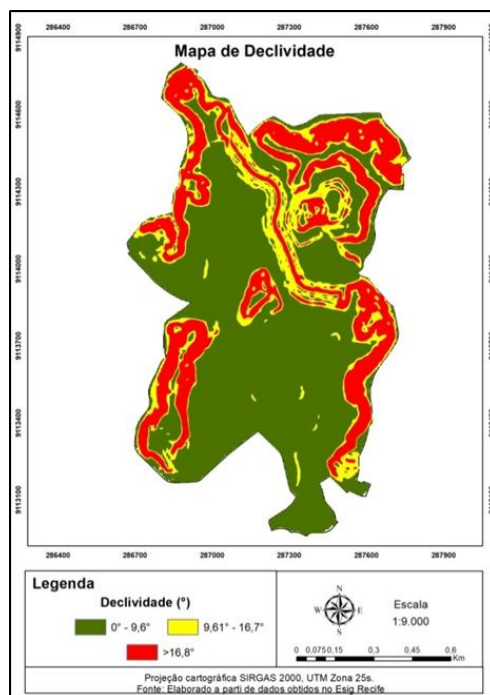 286400 286800 287000 287300 287600 287900
Mapa de Declividade
9114900
9114600
9114300
9114000
9113700
9113400
9113100
286400 286800 287000 287300 287600 287900
Legenda
Declividade (°)
0° - 9,6° 9,61° - 16,7°
>16,8°
N
W E
S
Escala
1:9.000
0 0,075 0,15 0,3 0,45 0,6
Km
Projeção cartográfica SIRGAS 2000, UTM Zona 25s.
Fonte: Elaborado a parti de dados obtidos no Esig Recife